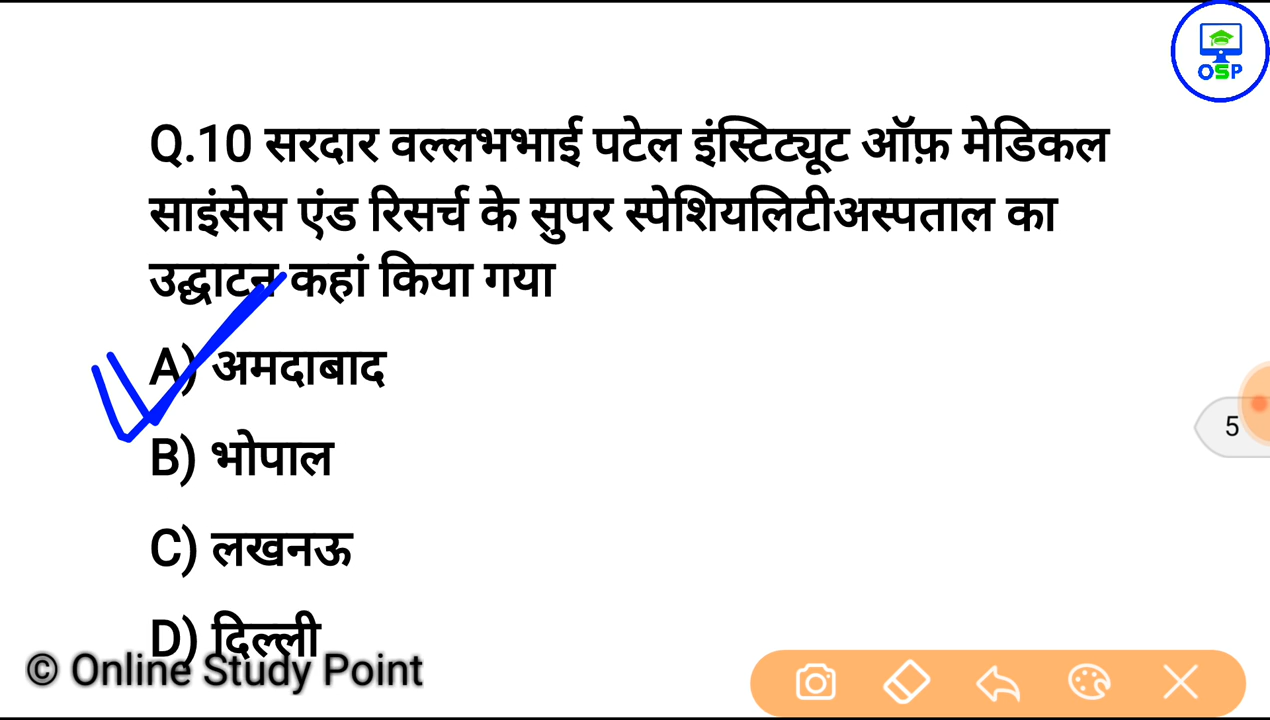 OSP
Q.10 सरदार वल्लभभाई पटेल इंस्टिट्यूट ऑफ़ मेडिकल
साइंसेस एंड रिसर्च के सुपर स्पेशियलिटीअस्पताल का
उद्घाटन कहां किया गया
A) अमदाबाद
5
B) भोपाल
C) लखनऊ
D) दिल्ली
© Online Study Point